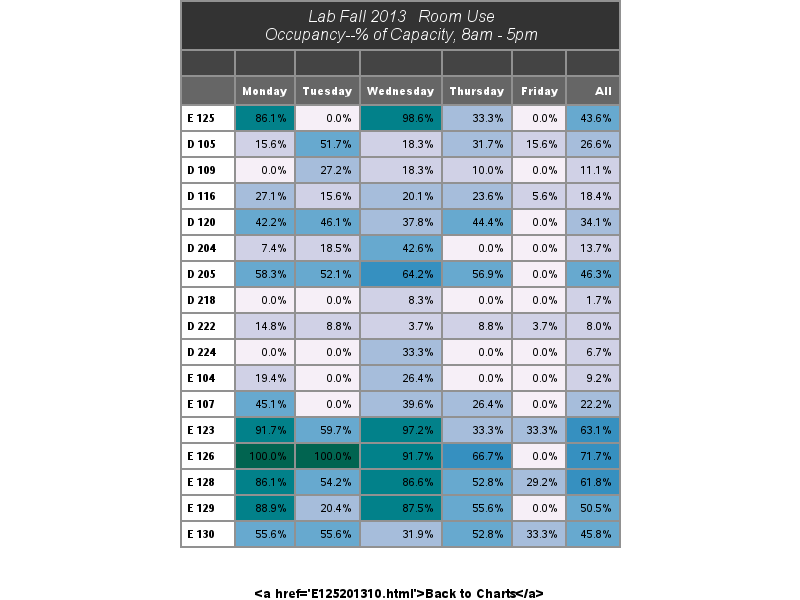 Lab Fall 2013 Room Use
Occupancy--% of Capacity, 8am - 5pm
Monday Tuesday Wednesday Thursday Friday All
E 125 86.1% 0.0% 98.6% 33.3% 0.0% 43.6%
D 105 15.6% 51.7% 18.3% 31.7% 15.6% 26.6%
D 109 0.0% 27.2% 18.3% 10.0% 0.0% 11.1%
D 116 27.1% 15.6% 20.1% 23.6% 5.6% 18.4%
D 120 42.2% 46.1% 37.8% 44.4% 0.0% 34.1%
D 204 7.4% 18.5% 42.6% 0.0% 0.0% 13.7%
D 205 58.3% 52.1% 64.2% 56.9% 0.0% 46.3%
D 218 0.0% 0.0% 8.3% 0.0% 0.0% 1.7%
D 222 14.8% 8.8% 3.7% 8.8% 3.7% 8.0%
D 224 0.0% 0.0% 33.3% 0.0% 0.0% 6.7%
E 104 19.4% 0.0% 26.4% 0.0% 0.0% 9.2%
E 107 45.1% 0.0% 39.6% 26.4% 0.0% 22.2%
E 123 91.7% 59.7% 97.2% 33.3% 33.3% 63.1%
E 126 100.0% 100.0% 91.7% 66.7% 0.0% 71.7%
E 128 86.1% 54.2% 86.6% 52.8% 29.2% 61.8%
E 129 88.9% 20.4% 87.5% 55.6% 0.0% 50.5%
E 130 55.6% 55.6% 31.9% 52.8% 33.3% 45.8%
<a href='E125201310.html'>Back to Charts</a>